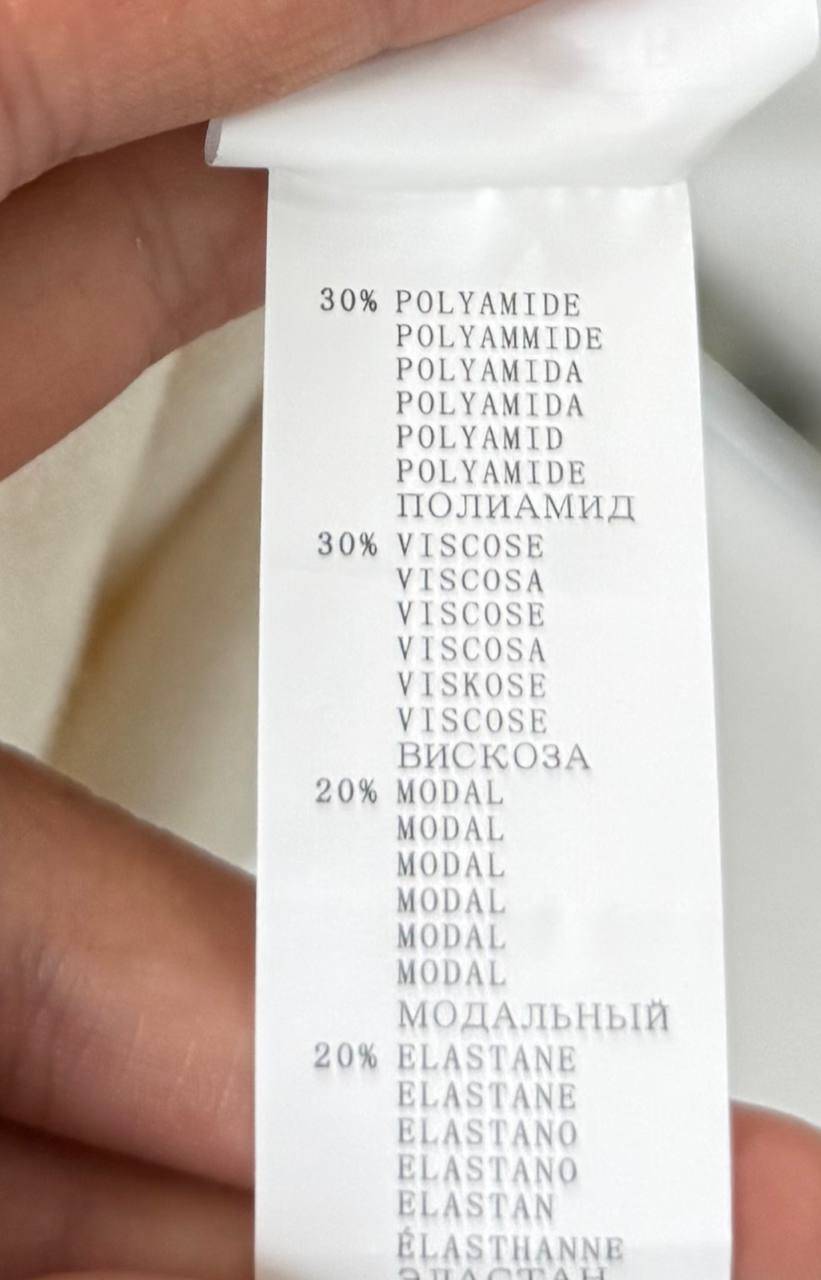 30% POLYAMIDE
POLYAMMIDE
POLYAMIDA
POLYAMIDA
POLYAMID
POLYAMIDE
ПОЛИАМИД
30% VISCOSE
VISCOSA
VISCOSE
VISCOSA
VISKOSE
VISCOSE
ВИСКОЗА
20% MODAL
MODAL
MODAL
MODAL
MODAL
MODAL
МОДАЛЬНЫЙ
20% ELASTANE
ELASTANE
ELASTANO
ELASTANO
ELASTAN
ÉLASTHANNE
ЭЛАСТАН